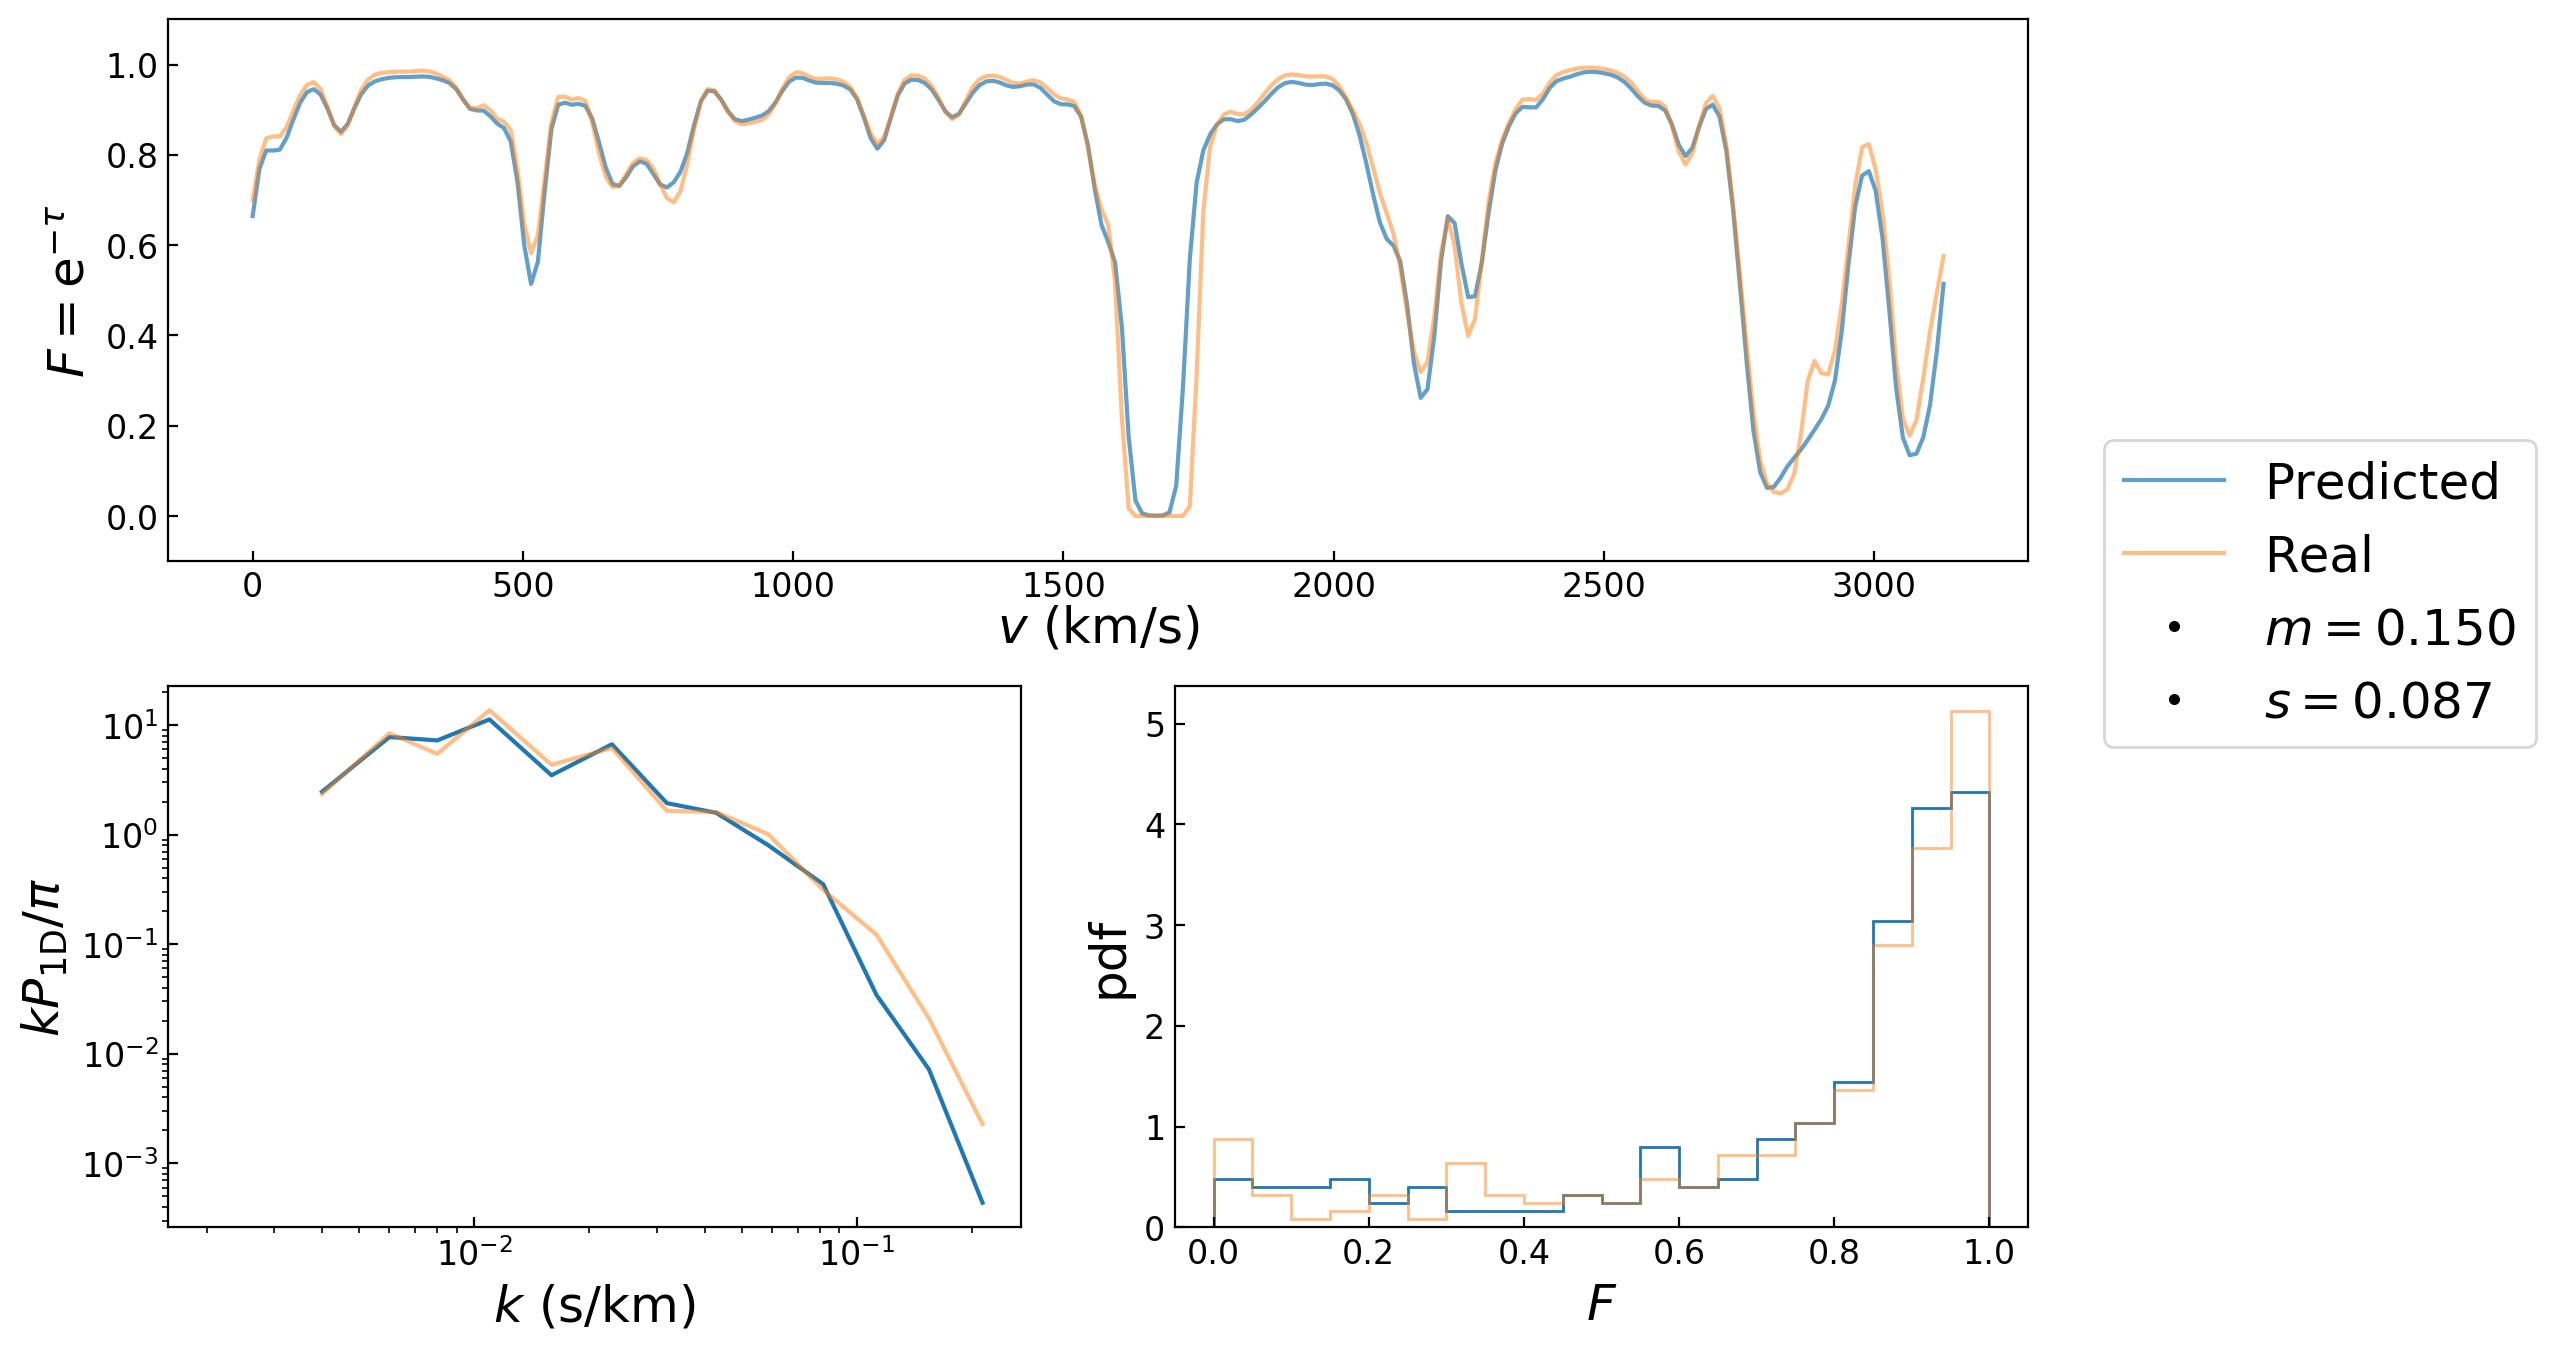 F = e^{−τ}
1.0
0.8
0.6
0.4
0.2
0.0
0 500 1000 1500 2000 2500 3000
v (km/s)
Predicted
Real
m = 0.150
s = 0.087
kP_{1D}/π
10^1
10^0
10^{−1}
10^{−2}
10^{−3}
10^{−2} 10^{−1}
k (s/km)
pdf
5
4
3
2
1
0
0.0 0.2 0.4 0.6 0.8 1.0
F